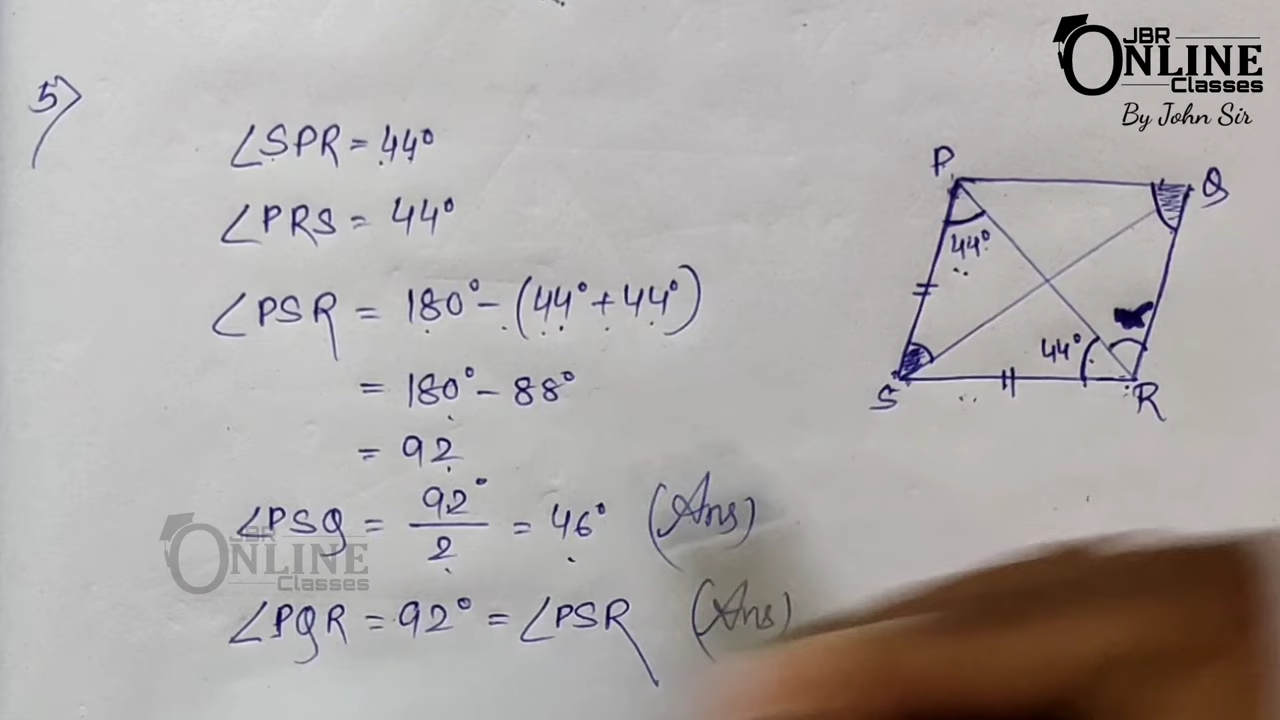 JBR
ONLINE
Classes
By John Sir
5)
∠SPR = 44°
∠PRS = 44°
∠PSR = 180° - (44° + 44°)
= 180° - 88°
= 92
∠PSQ = 92°/2 = 46° (Ans)
∠PQR = 92° = ∠PSR (Ans)
P
Q
44°
44°
S
R
JBR
ONLINE
Classes